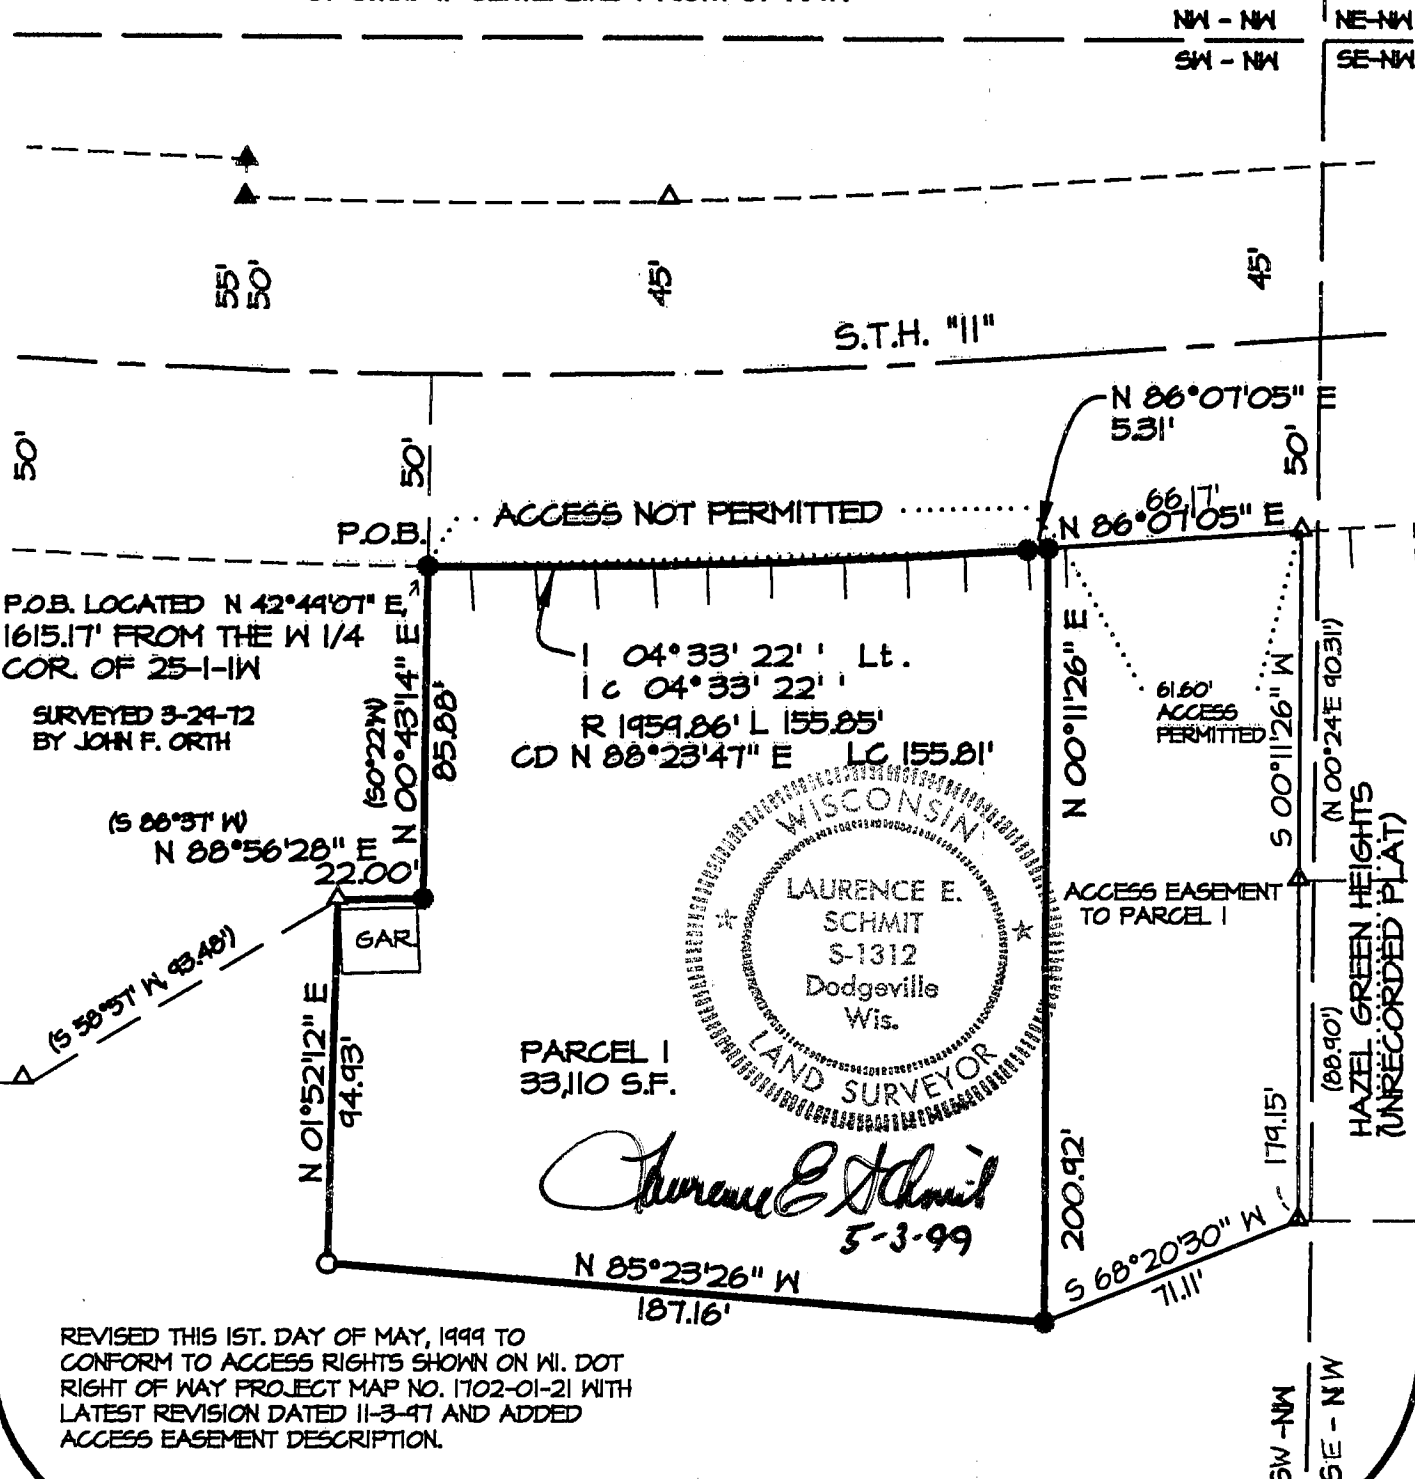 NW - NW
NE-NW
SW - NW
SE-NW
55'
50'
45'
45'
S.T.H. "11"
N 86°07'05" E
5.31'
50'
50'
50'
ACCESS NOT PERMITTED
66.17'
N 86°07'05" E
P.O.B.
P.O.B. LOCATED N 42°49'07" E,
1615.17' FROM THE W 1/4
COR. OF 25-1-1W
SURVEYED 3-29-72
BY JOHN F. ORTH
(S0°22'W)
N 00°43'14" E
85.88'
I 04°33' 22'' Lt.
I c 04°33' 22''
R 1959.86' L 155.85'
CD N 88°23'47" E LC 155.81'
N 00°11'26" E
200.92'
61.60'
ACCESS
PERMITTED
S 00°11'26" W
179.15'
(N 00°24'E 90.31')
(88.90')
HAZEL GREEN HEIGHTS
(UNRECORDED PLAT)
(S 88°37' W)
N 88°56'28" E
22.00'
GAR.
(S 58°57' W, 93.48')
N 01°52'12" E
94.93'
ACCESS EASEMENT
TO PARCEL 1
WISCONSIN
LAURENCE E.
SCHMIT
S-1312
Dodgeville
Wis.
LAND SURVEYOR
PARCEL 1
33,110 S.F.
Laurence E Schmit
5-3-99
N 85°23'26" W
187.16'
S 68°20'30" W
71.11'
REVISED THIS 1ST. DAY OF MAY, 1999 TO
CONFORM TO ACCESS RIGHTS SHOWN ON WI. DOT
RIGHT OF WAY PROJECT MAP NO. 1702-01-21 WITH
LATEST REVISION DATED 11-3-97 AND ADDED
ACCESS EASEMENT DESCRIPTION.
SW -NW
SE - NW